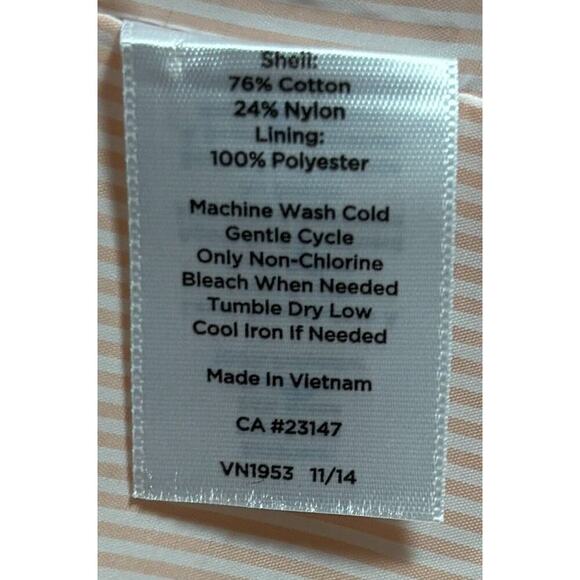 Shell:
76% Cotton
24% Nylon
Lining:
100% Polyester
Machine Wash Cold
Gentle Cycle
Only Non-Chlorine
Bleach When Needed
Tumble Dry Low
Cool Iron If Needed
Made In Vietnam
CA #23147
VN1953 11/14